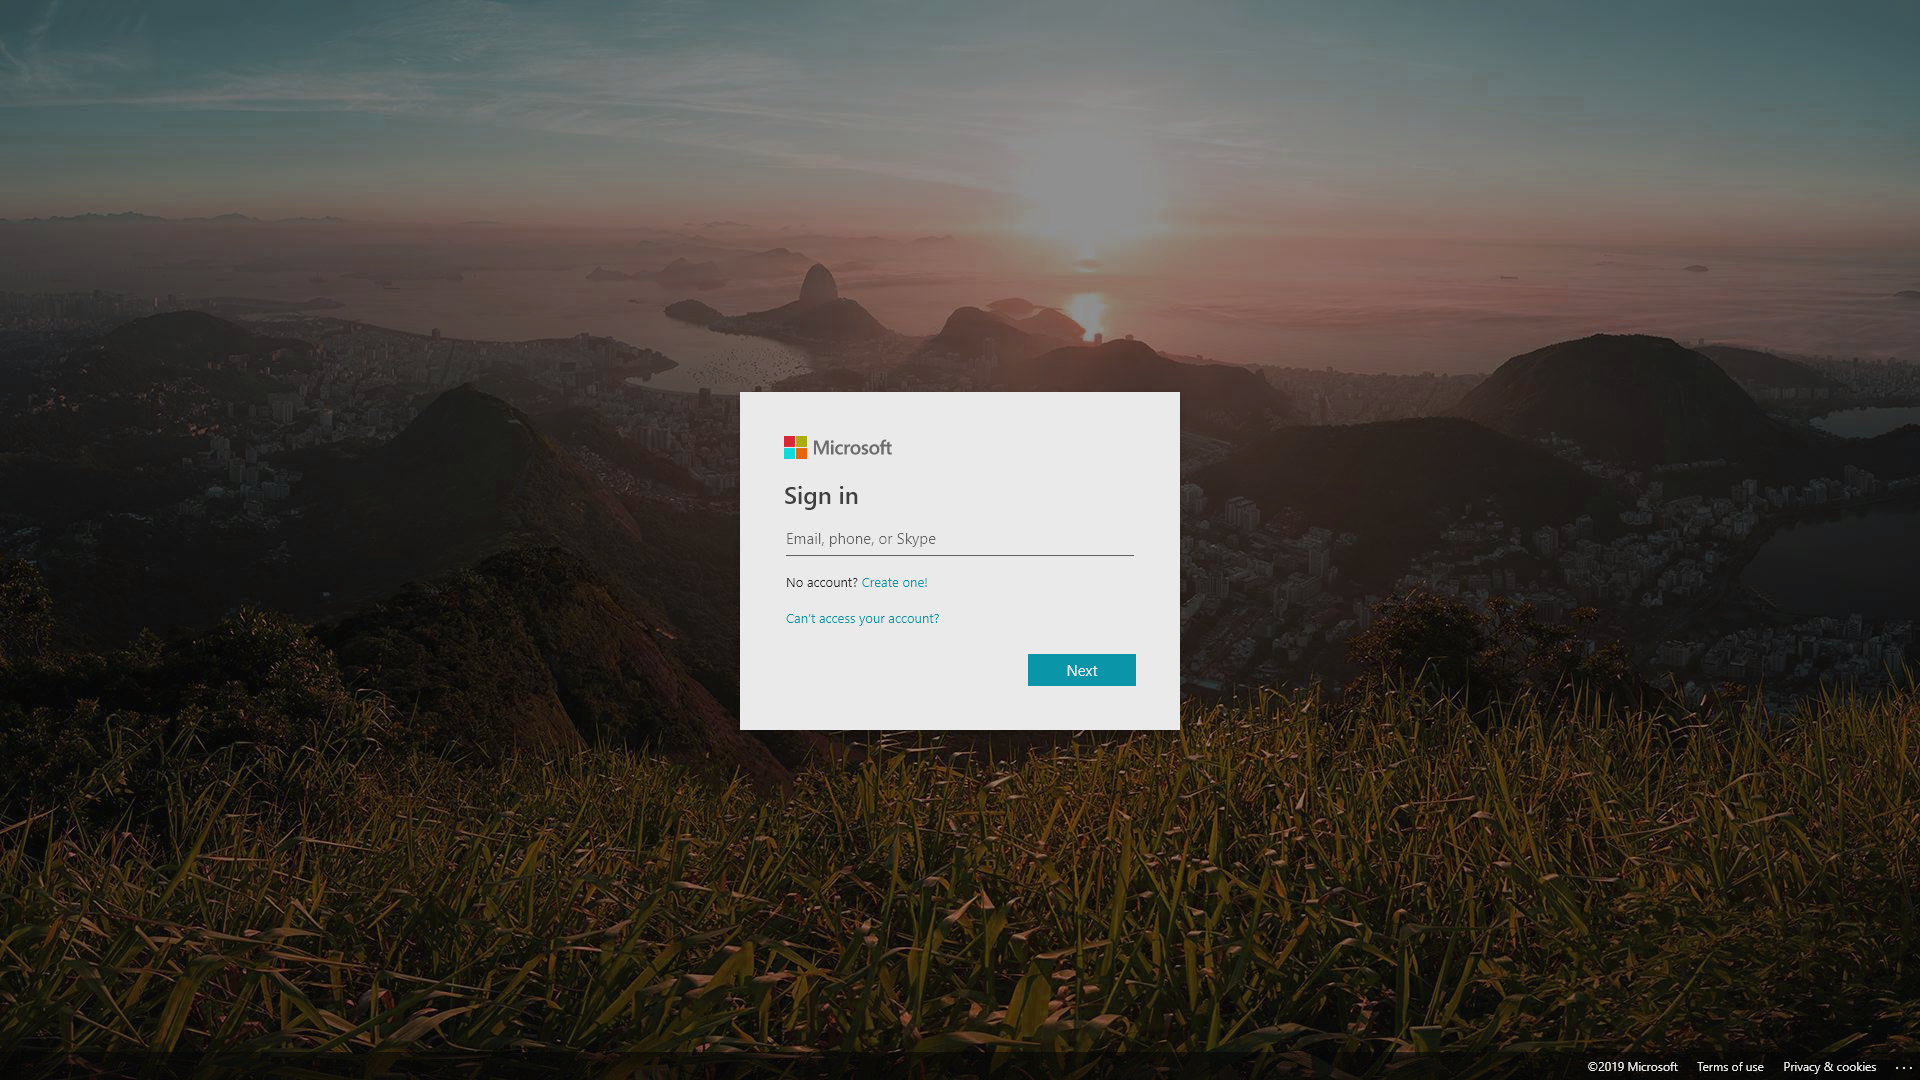 Microsoft
Sign in
Email, phone, or Skype
No account? Create one!
Can't access your account?
Next
©2019 Microsoft Terms of use Privacy & cookies ...